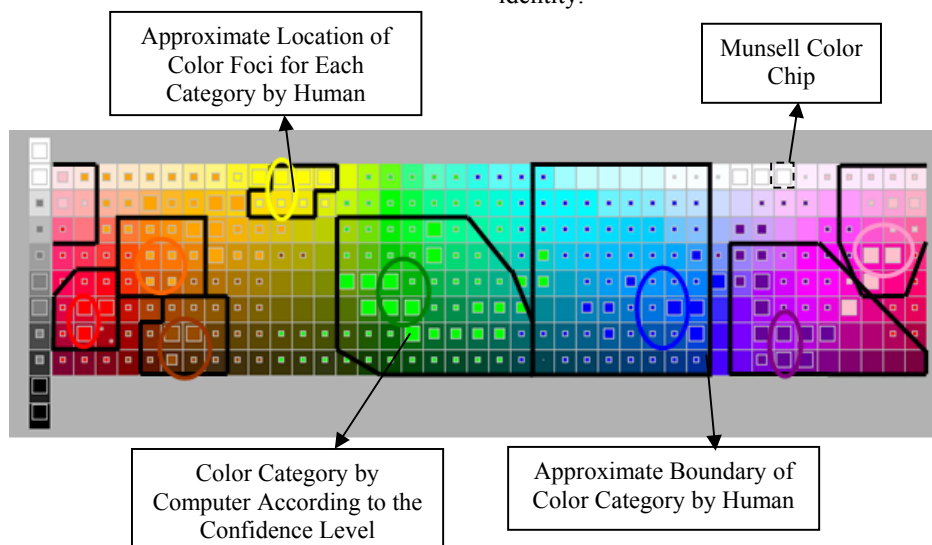 identity.
Approximate Location of
Color Foci for Each
Category by Human
Munsell Color
Chip
Color Category by
Computer According to the
Confidence Level
Approximate Boundary of
Color Category by Human